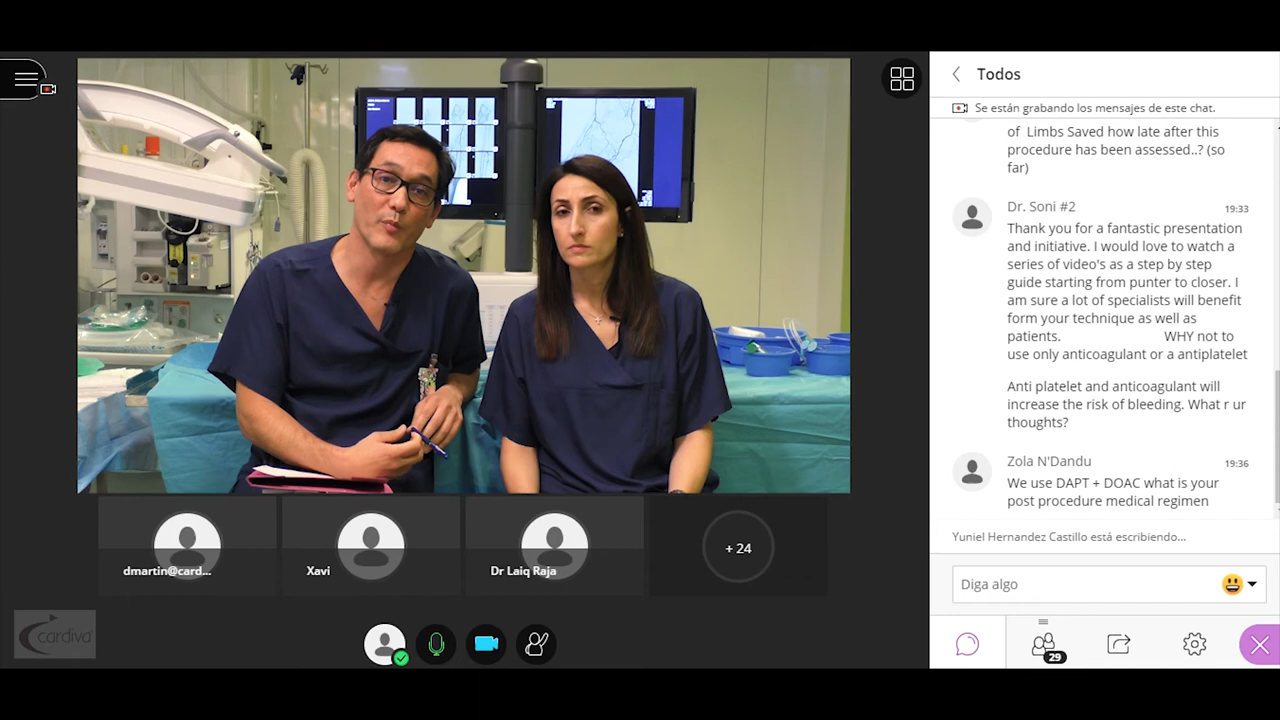 Todos
Se están grabando los mensajes de este chat.
of Limbs Saved how late after this
procedure has been assessed..? (so
far)
Dr. Soni #2
19:33
Thank you for a fantastic presentation
and initiative. I would love to watch a
series of video's as a step by step
guide starting from punter to closer. I
am sure a lot of specialists will benefit
form your technique as well as
patients. WHY not to
use only anticoagulant or a antiplatelet
Anti platelet and anticoagulant will
increase the risk of bleeding. What r ur
thoughts?
Zola N'Dandu
19:36
We use DAPT + DOAC what is your
post procedure medical regimen
Yuniel Hernandez Castillo está escribiendo...
Diga algo
29
dmartin@card...
Xavi
Dr Laiq Raja
+ 24
cardiva